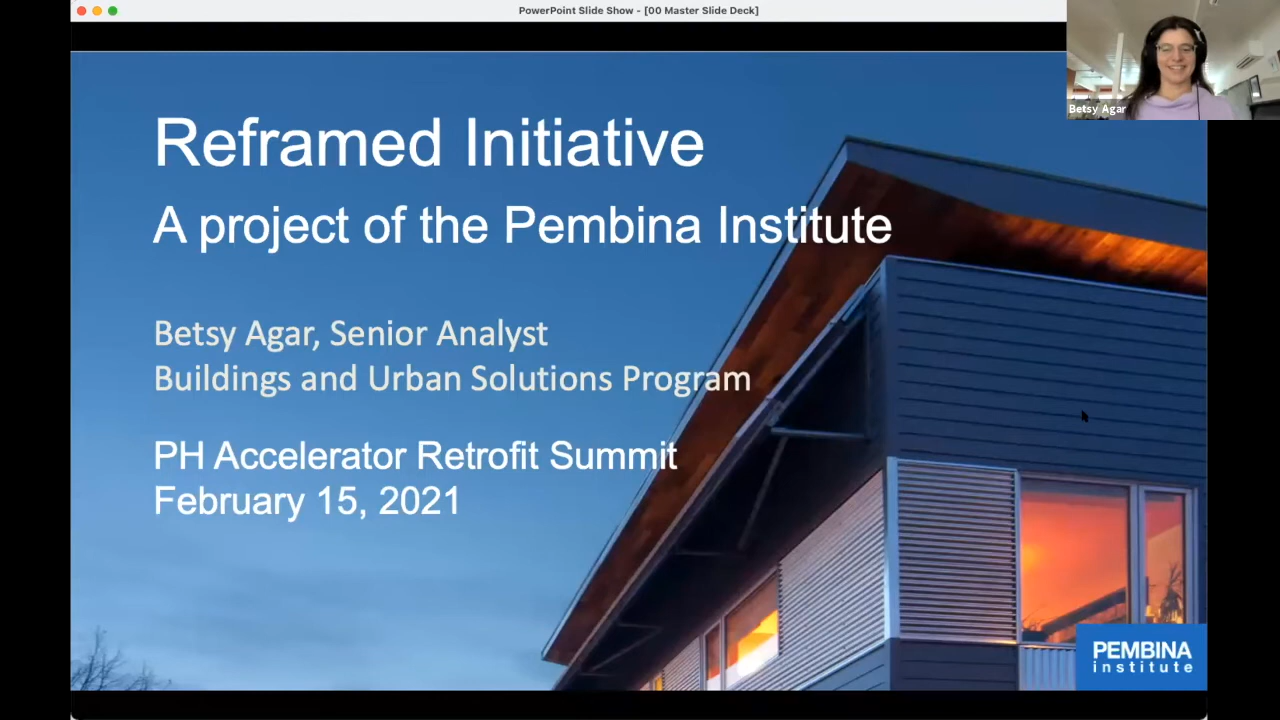 PowerPoint Slide Show - [00 Master Slide Deck]
Betsy Agar
Reframed Initiative
A project of the Pembina Institute
Betsy Agar, Senior Analyst
Buildings and Urban Solutions Program
PH Accelerator Retrofit Summit
February 15, 2021
PEMBINA
institute